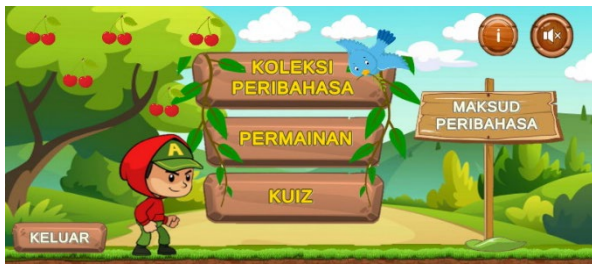 i
KOLEKSI
PERIBAHASA
MAKSUD
PERIBAHASA
PERMAINAN
A
KUIZ
KELUAR